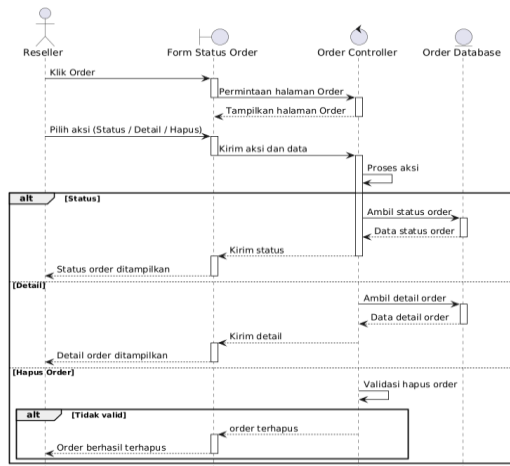 Reseller
Form Status Order
Order Controller
Order Database
Klik Order
Permintaan halaman Order
Tampilkan halaman Order
Pilih aksi (Status / Detail / Hapus)
Kirim aksi dan data
Proses aksi
alt [Status]
Ambil status order
Data status order
Kirim status
Status order ditampilkan
[Detail]
Ambil detail order
Data detail order
Kirim detail
Detail order ditampilkan
[Hapus Order]
Validasi hapus order
alt [Tidak valid]
order terhapus
Order berhasil terhapus